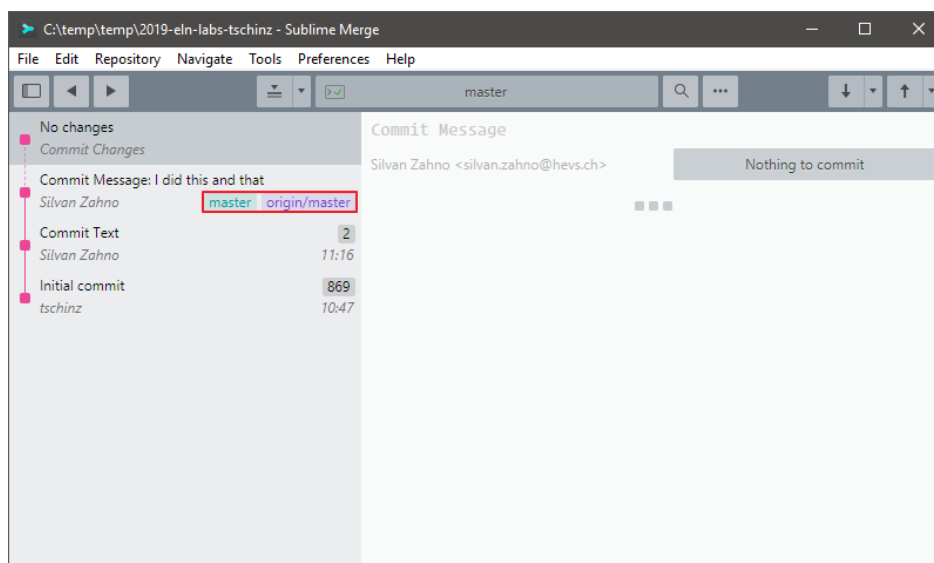 C:\temp\temp\2019-eln-labs-tschinz - Sublime Merge
File Edit Repository Navigate Tools Preferences Help
master
No changes
Commit Changes
Commit Message: I did this and that
Silvan Zahno master origin/master
Commit Text 2
Silvan Zahno 11:16
Initial commit 869
tschinz 10:47
Commit Message
Silvan Zahno <silvan.zahno@hevs.ch> Nothing to commit